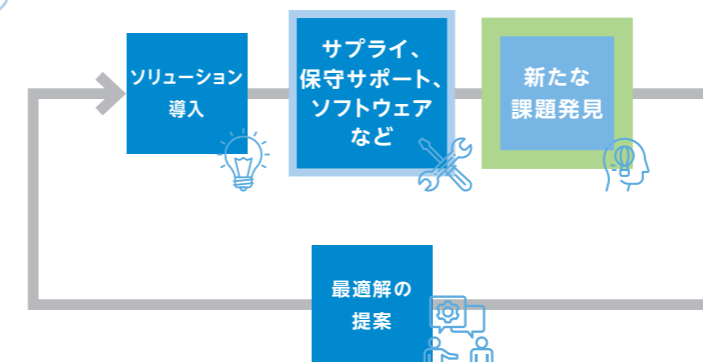 ソリューション
導入
サプライ、
保守サポート、
ソフトウェア
など
新たな
課題発見
最適解の
提案